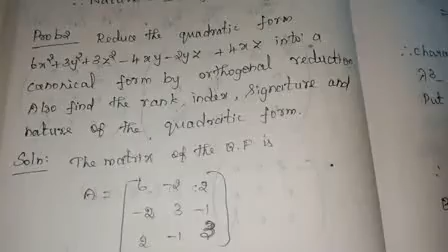 Prob2. Reduce the quadratic form
6x²+3y²+3z²-4xy-2yz+4xz into a
canonical form by orthogonal reduction
Also find the rank, index, signature and
nature of the quadratic form.
Soln: The matrix of the Q.F is
A = 6 -2 2
-2 3 -1
2 -1 3
∴ Chara
Put